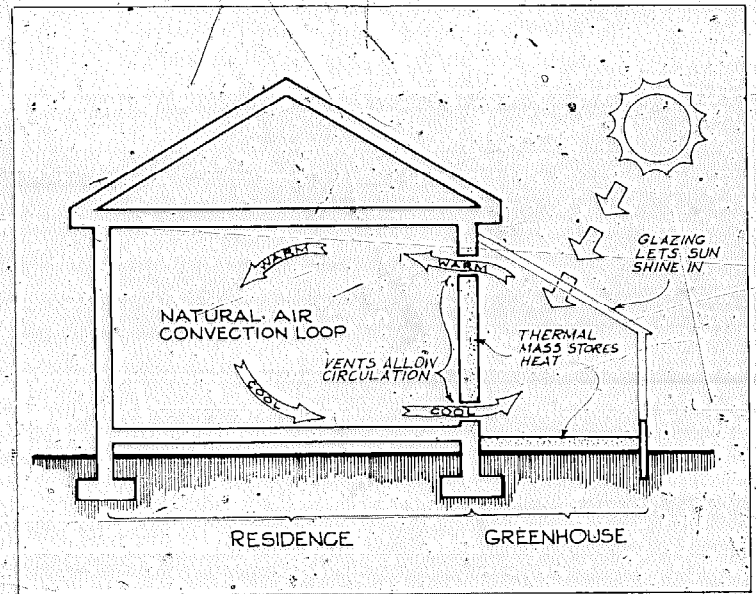 GLAZING
LETS SUN
SHINE IN
WARM
WARM
NATURAL AIR
CONVECTION LOOP
THERMAL
MASS STORES
HEAT
VENTS ALLOW
CIRCULATION
COOL
COOL
RESIDENCE
GREENHOUSE